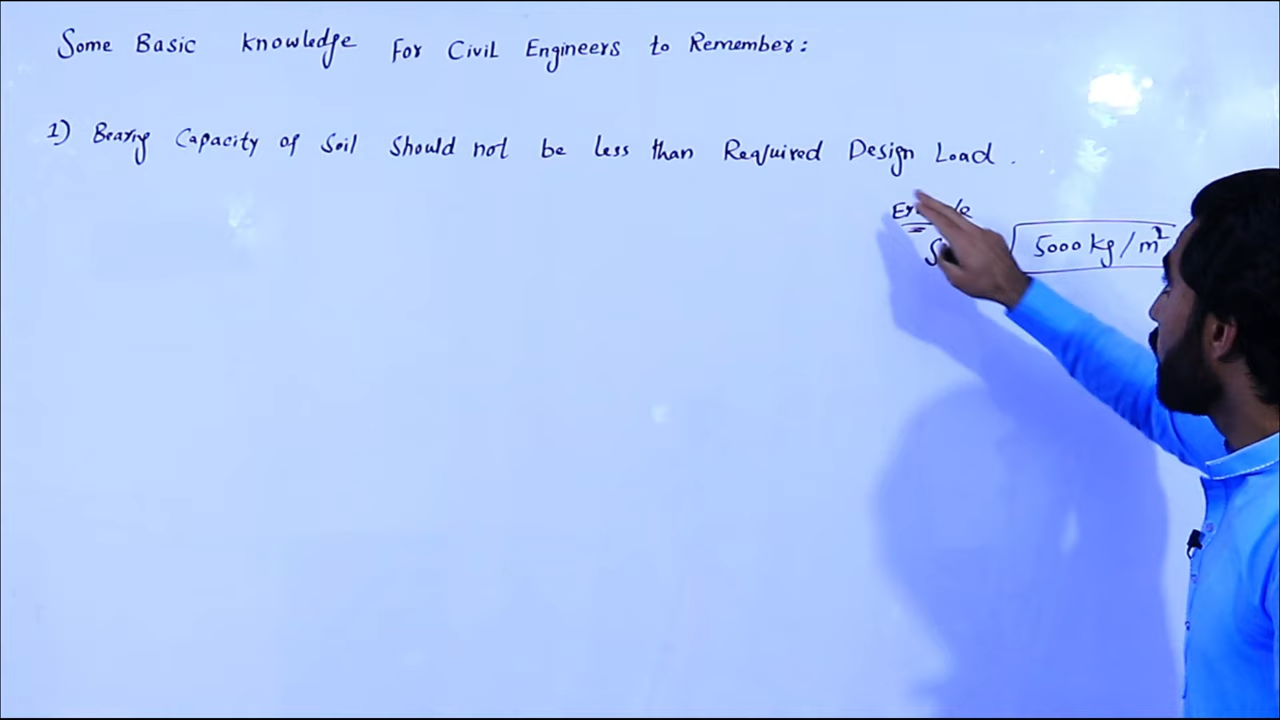 Some Basic Knowledge For Civil Engineers to Remember:
1) Bearing Capacity of Soil Should not be less than Required Design Load.
5000 kg/m²